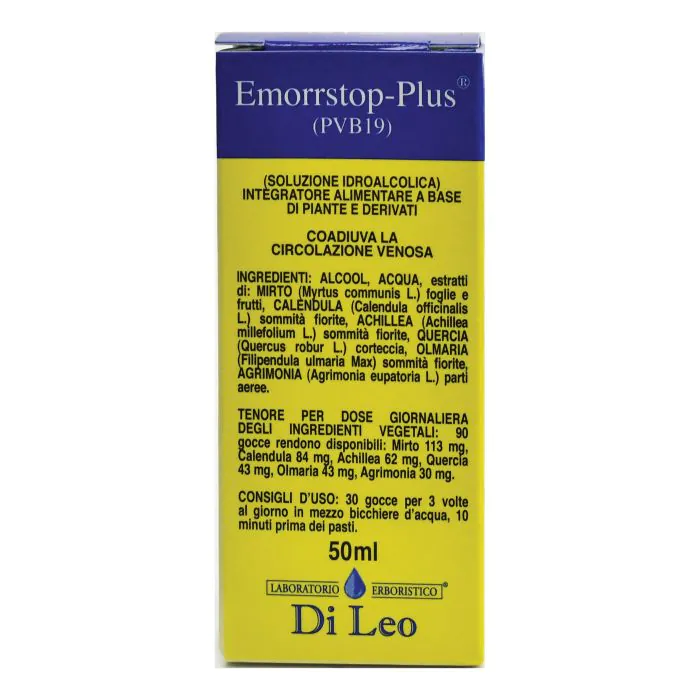 Emorrstop-Plus®
(PVB19)
(SOLUZIONE IDROALCOLICA)
INTEGRATORE ALIMENTARE A BASE
DI PIANTE E DERIVATI
COADIUVA LA
CIRCOLAZIONE VENOSA
INGREDIENTI: ALCOOL, ACQUA, estratti
di: MIRTO (Myrtus communis L.) foglie e
frutti, CALENDULA (Calendula officinalis
L.) sommità fiorite, ACHILLEA (Achillea
millefolium L.) sommità fiorite, QUERCIA
(Quercus robur L.) corteccia, OLMARIA
(Filipendula ulmaria Max) sommità fiorite,
AGRIMONIA (Agrimonia eupatoria L.) parti
aeree.
TENORE PER DOSE GIORNALIERA
DEGLI INGREDIENTI VEGETALI: 90
gocce rendono disponibili: Mirto 113 mg,
Calendula 84 mg, Achillea 62 mg, Quercia
43 mg, Olmaria 43 mg, Agrimonia 30 mg.
CONSIGLI D'USO: 30 gocce per 3 volte
al giorno in mezzo bicchiere d'acqua, 10
minuti prima dei pasti.
50ml
LABORATORIO ERBORISTICO®
Di Leo